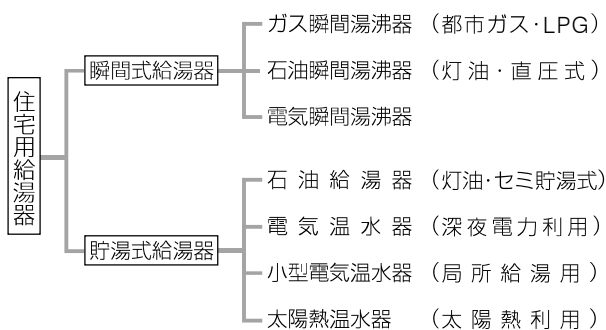 住宅用給湯器
瞬間式給湯器
ガス瞬間湯沸器 (都市ガス・LPG)
石油瞬間湯沸器 (灯油・直圧式)
電気瞬間湯沸器
貯湯式給湯器
石油給湯器 (灯油・セミ貯湯式)
電気温水器 (深夜電力利用)
小型電気温水器 (局所給湯用)
太陽熱温水器 (太陽熱利用)